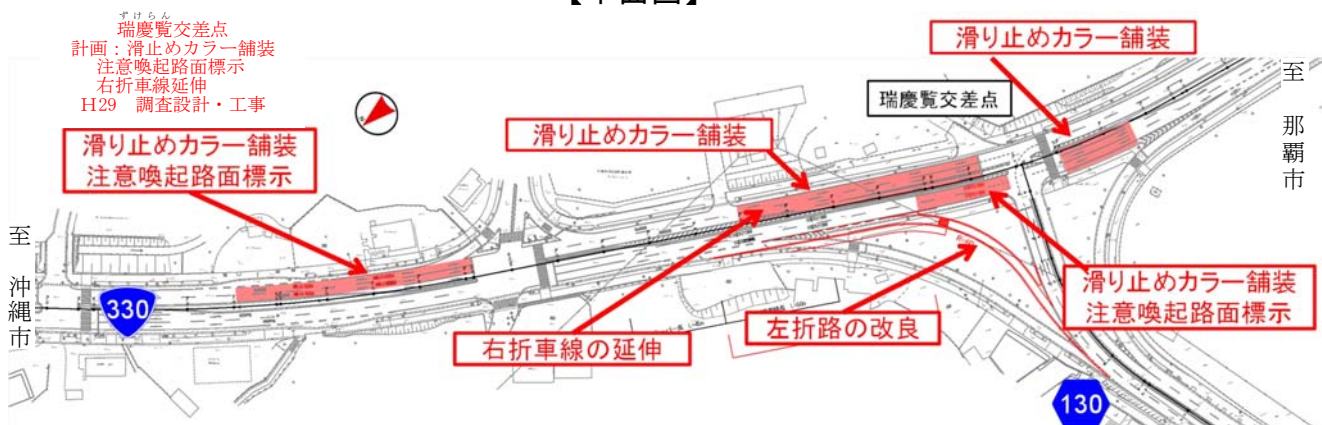 【平面図】
ずけらん
瑞慶覧交差点
計画：滑止めカラー舗装
注意喚起路面標示
右折車線延伸
H29　調査設計・工事
滑り止めカラー舗装
注意喚起路面標示
滑り止めカラー舗装
滑り止めカラー舗装
瑞慶覧交差点
至　那覇市
至　沖縄市
330
右折車線の延伸
左折路の改良
滑り止めカラー舗装
注意喚起路面標示
130